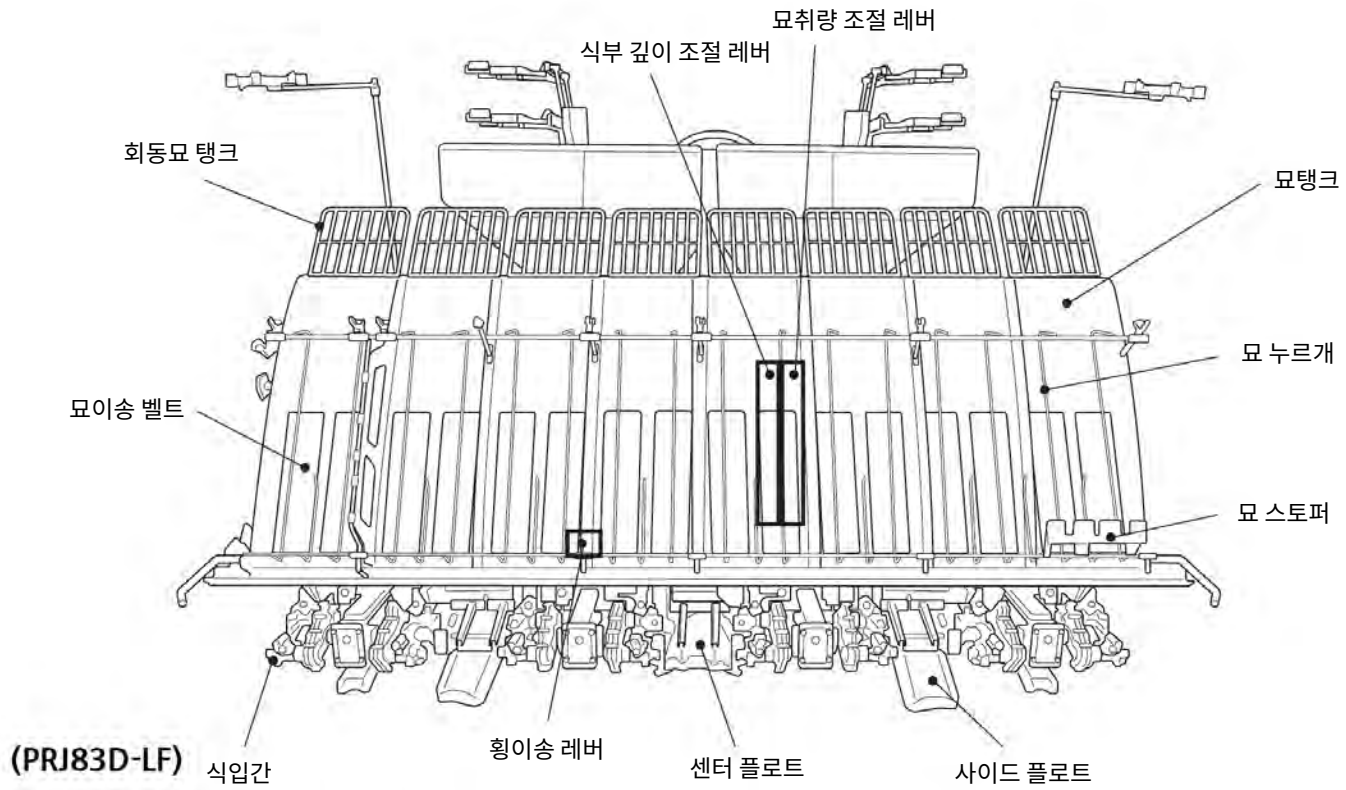 묘취량 조절 레버
식부 깊이 조절 레버
회동묘 탱크
묘탱크
묘 누르개
묘이송 벨트
묘 스토퍼
횡이송 레버
센터 플로트
사이드 플로트
(PRJ83D-LF) 식입간